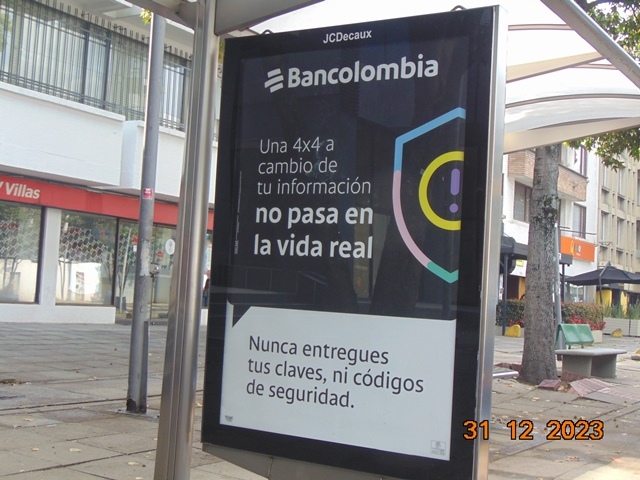 JCDecaux
Bancolombia
Una 4x4 a
cambio de
tu información
no pasa en
la vida real
Villas
Nunca entregues
tus claves, ni códigos
de seguridad.
31 12 2023